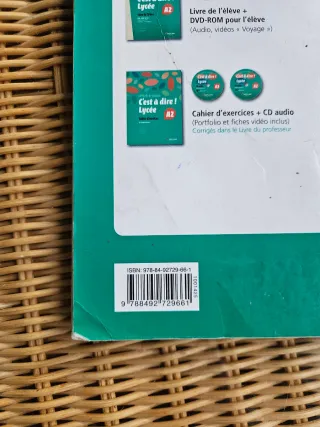 Livre de l'élève +
DVD-ROM pour l'élève
(Audio, vidéos + Voyage »)
C'est à dire !
Lycée
A2
Cahier d'exercices + CD audio
(Portfolio et fiches vidéo inclus)
Corrigés dans le Livre du professeur
ISBN: 978-84-92729-66-1
9 788492 729661